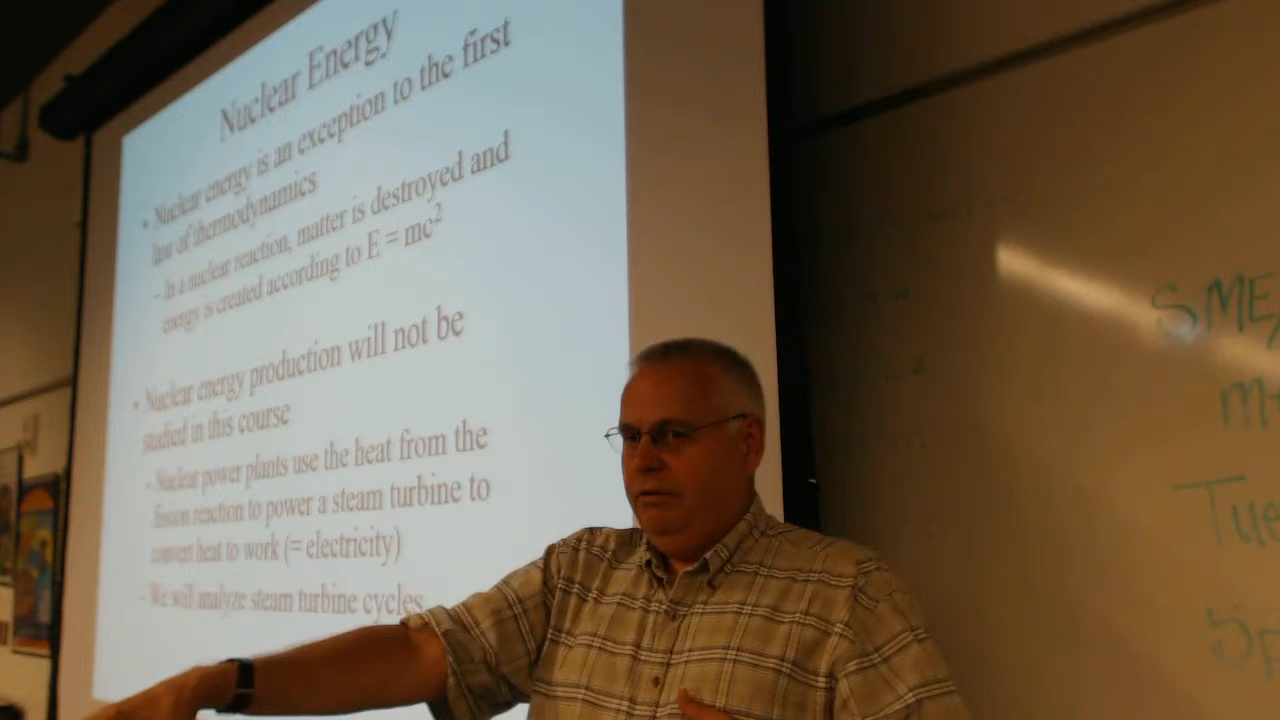 Nuclear Energy
• Nuclear energy is an exception to the first
law of thermodynamics
– In a nuclear reaction, matter is destroyed and
energy is created according to E = mc²
• Nuclear energy production will not be
studied in this course
– Nuclear power plants use the heat from the
fission reaction to power a steam turbine to
convert heat to work (= electricity)
– We will analyze steam turbine cycles
SME
m+
Tue
5p